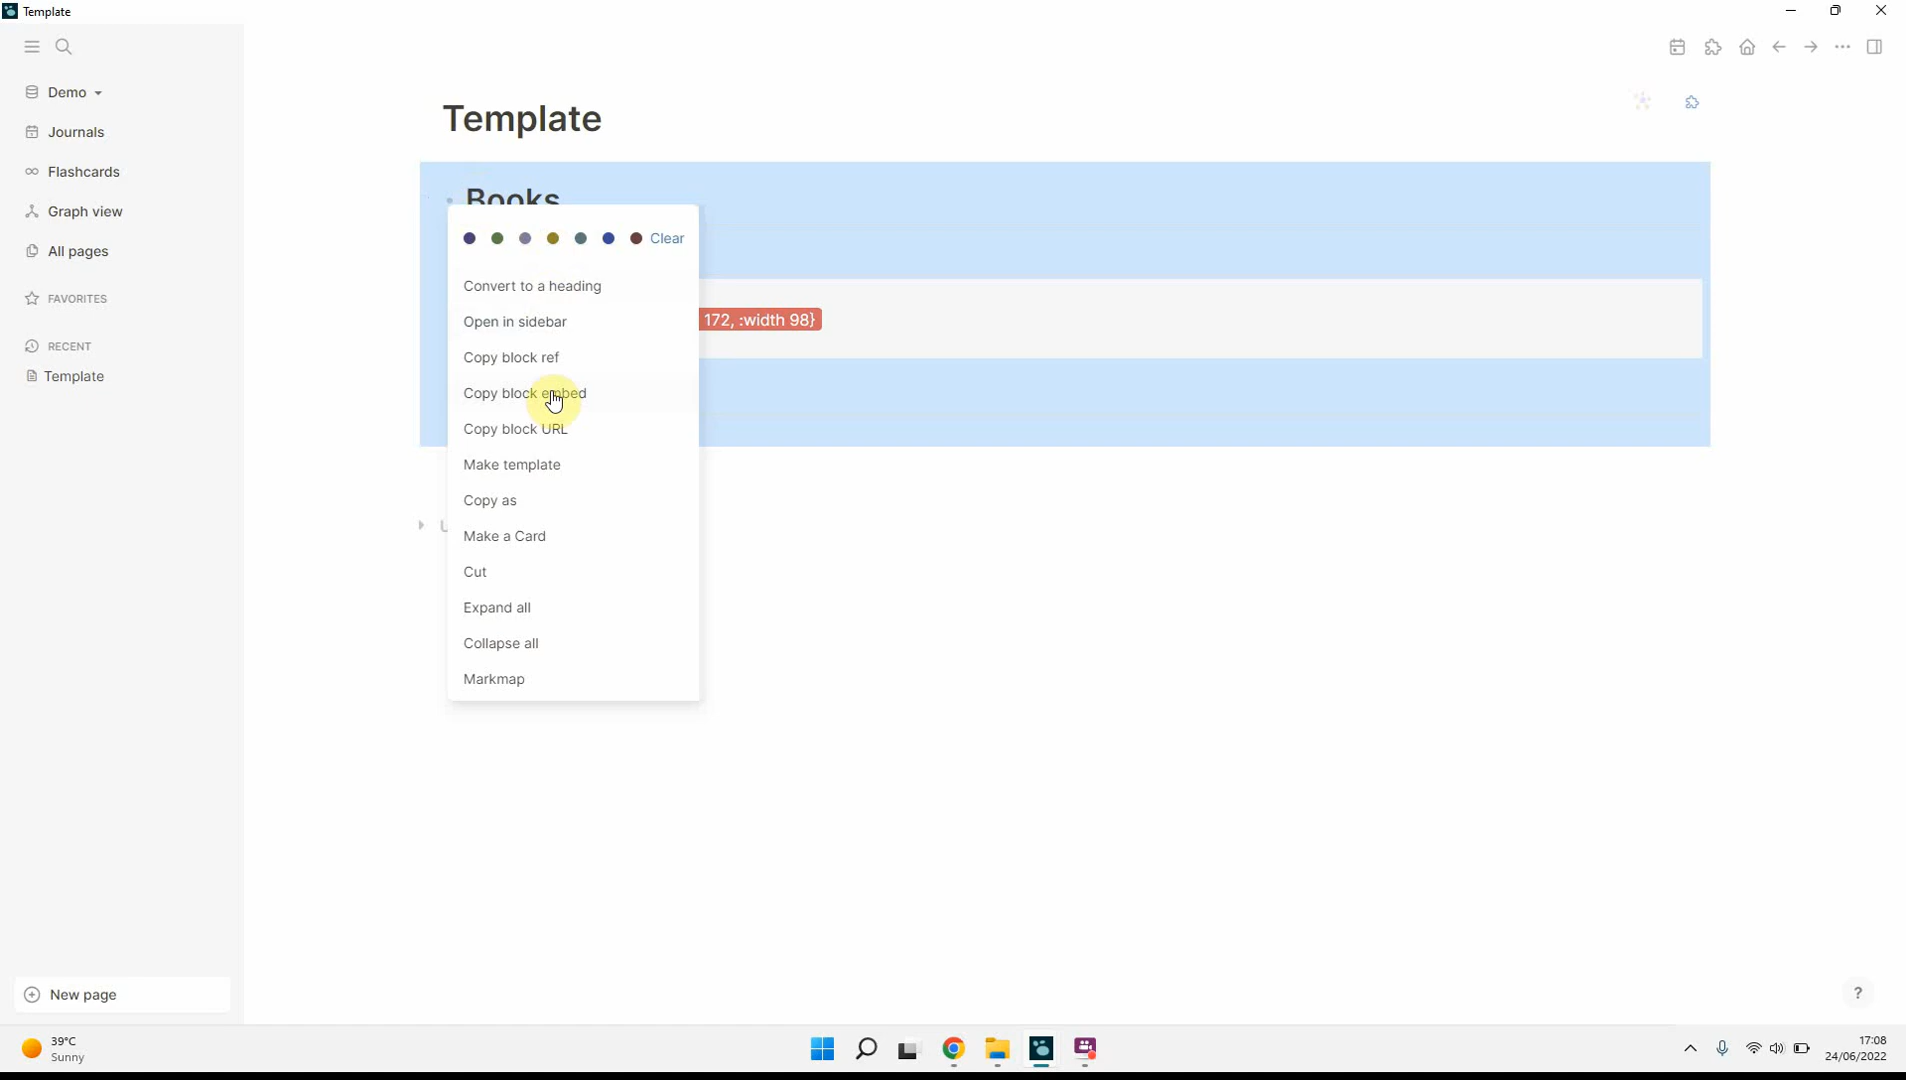 Template
Demo
Journals
Flashcards
Graph view
All pages
FAVORITES
RECENT
Template
New page
Template
Books
Clear
Convert to a heading
Open in sidebar
Copy block ref
Copy block embed
Copy block URL
Make template
Copy as
Make a Card
Cut
Expand all
Collapse all
Markmap
172, :width 98}
?
39°C
Sunny
17:08
24/06/2022